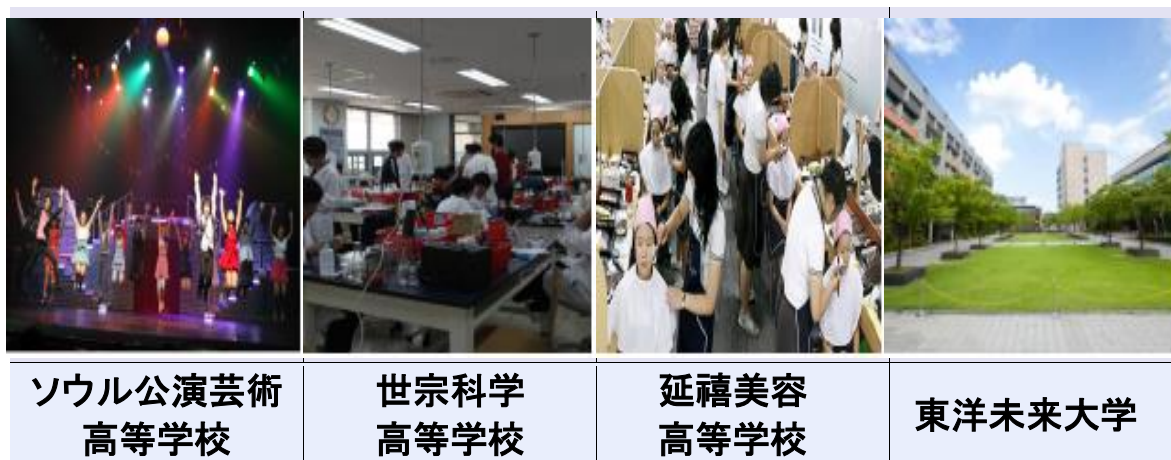 ソウル公演芸術
高等学校
世宗科学
高等学校
延禧美容
高等学校
東洋未来大学